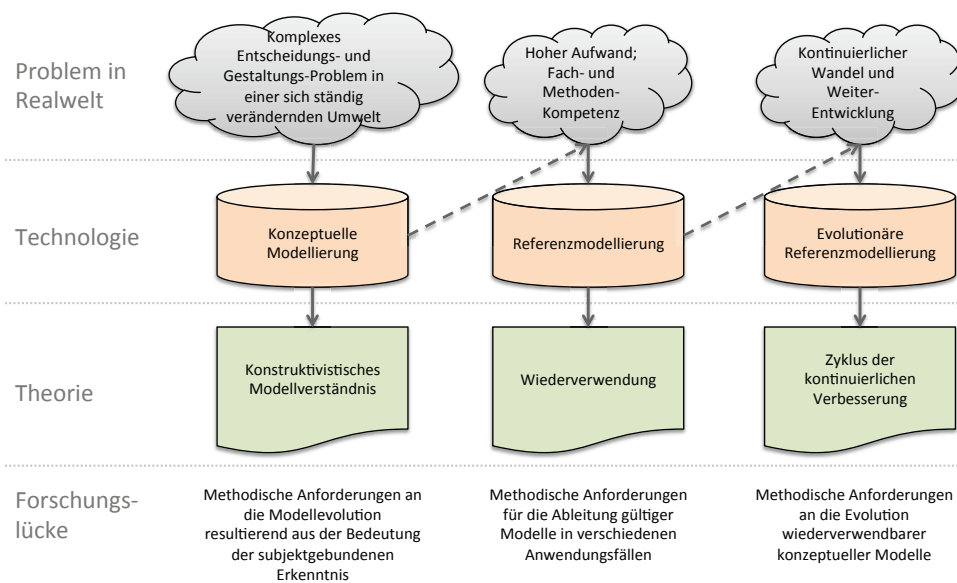 Problem in
Realwelt
Komplexes
Entscheidungs- und
Gestaltungs-Problem in
einer sich ständig
verändernden Umwelt
Hoher Aufwand;
Fach- und
Methoden-
Kompetenz
Kontinuierlicher
Wandel und
Weiter-
Entwicklung
Technologie
Konzeptuelle
Modellierung
Referenzmodellierung
Evolutionäre
Referenzmodellierung
Theorie
Konstruktivistisches
Modellverständnis
Wiederverwendung
Zyklus der
kontinuierlichen
Verbesserung
Forschungs-
lücke
Methodische Anforderungen an
die Modellevolution
resultierend aus der Bedeutung
der subjektgebundenen
Erkenntnis
Methodische Anforderungen
für die Ableitung gültiger
Modelle in verschiedenen
Anwendungsfällen
Methodische Anforderungen
an die Evolution
wiederverwendbarer
konzeptueller Modelle